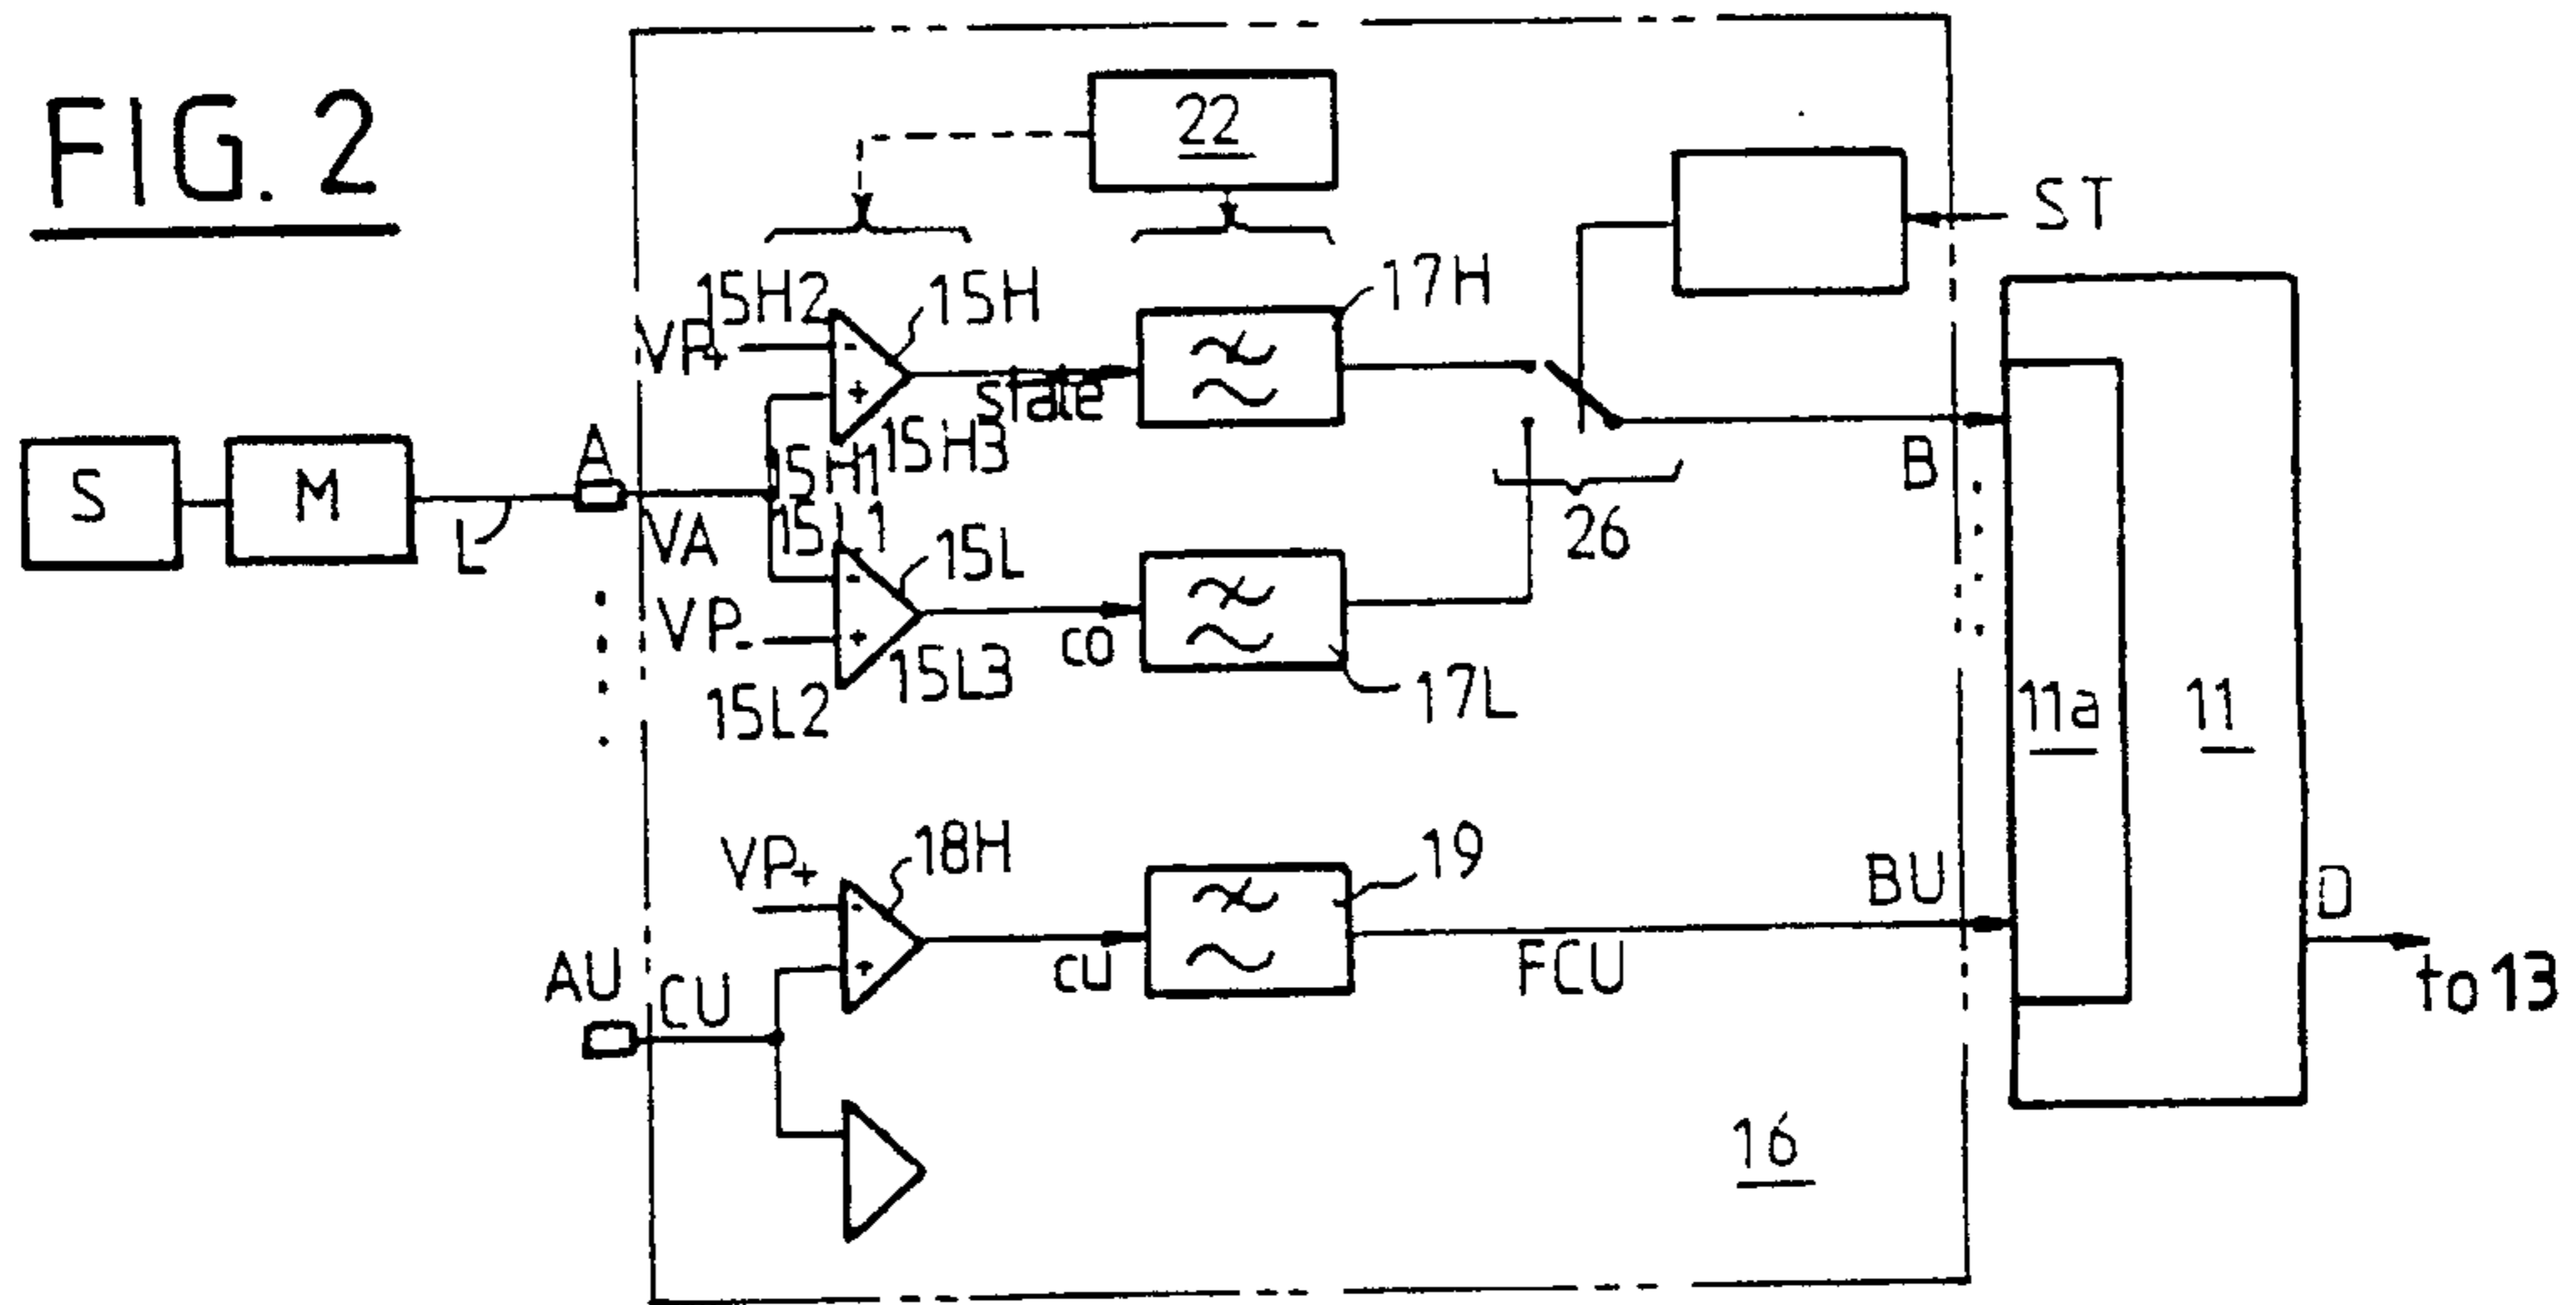 FIG. 2
22
ST
15H2
15H
17H
VP+
-
+
state
15H3
S
M
A
15H1
B
L
VA
15L1
15L
26
-
VP-
+
co
15L3
17L
15L2
11a
11
VP+
18H
19
BU
-
D
AU
CU
+
cu
FCU
to 13
16